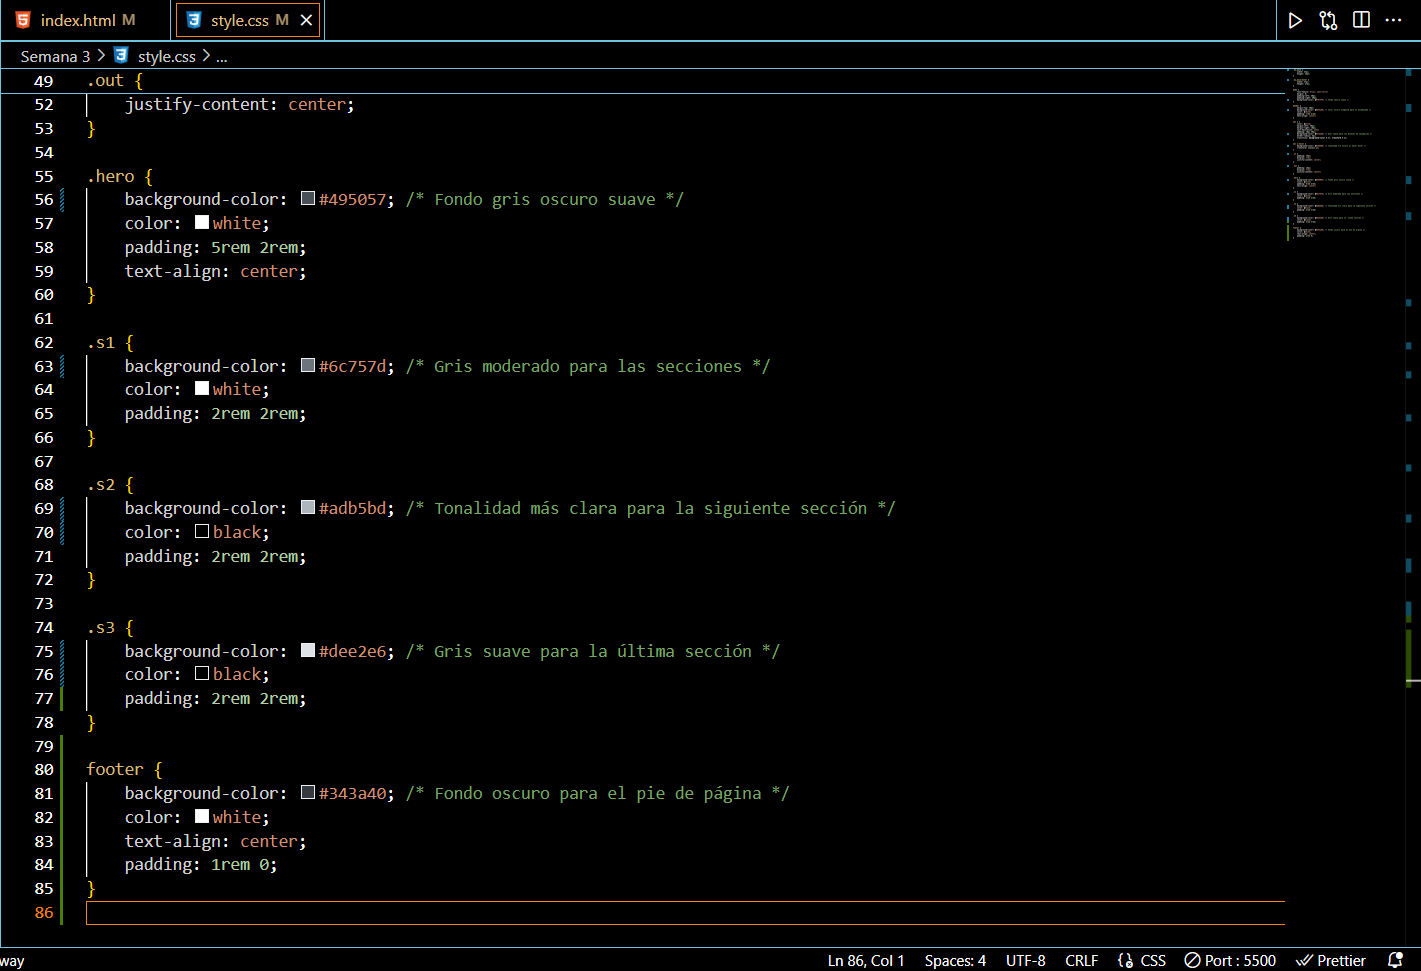 index.html M
style.css M
Semana 3 > style.css > ...
49 .out {
52 justify-content: center;
53 }
54
55 .hero {
56 background-color: #495057; /* Fondo gris oscuro suave */
57 color: white;
58 padding: 5rem 2rem;
59 text-align: center;
60 }
61
62 .s1 {
63 background-color: #6c757d; /* Gris moderado para las secciones */
64 color: white;
65 padding: 2rem 2rem;
66 }
67
68 .s2 {
69 background-color: #adb5bd; /* Tonalidad más clara para la siguiente sección */
70 color: black;
71 padding: 2rem 2rem;
72 }
73
74 .s3 {
75 background-color: #dee2e6; /* Gris suave para la última sección */
76 color: black;
77 padding: 2rem 2rem;
78 }
79
80 footer {
81 background-color: #343a40; /* Fondo oscuro para el pie de página */
82 color: white;
83 text-align: center;
84 padding: 1rem 0;
85 }
86
way Ln 86, Col 1 Spaces: 4 UTF-8 CRLF CSS Port : 5500 Prettier